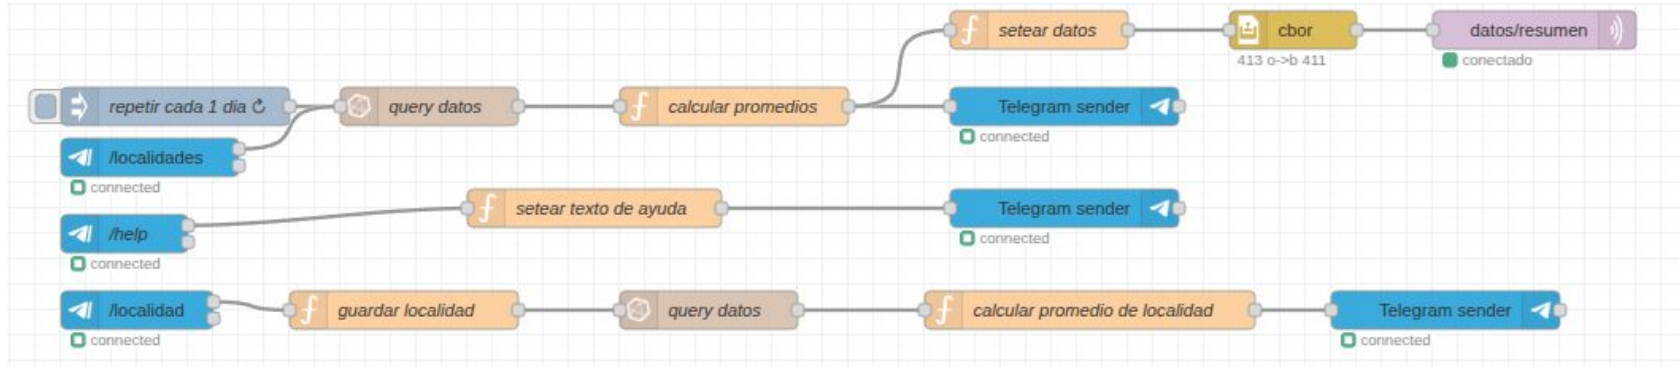 setear datos
cbor
datos/resumen
413 o->b 411
conectado
repetir cada 1 dia ↻
query datos
calcular promedios
Telegram sender
connected
/localidades
connected
/help
setear texto de ayuda
Telegram sender
connected
connected
/localidad
guardar localidad
query datos
calcular promedio de localidad
Telegram sender
connected
connected